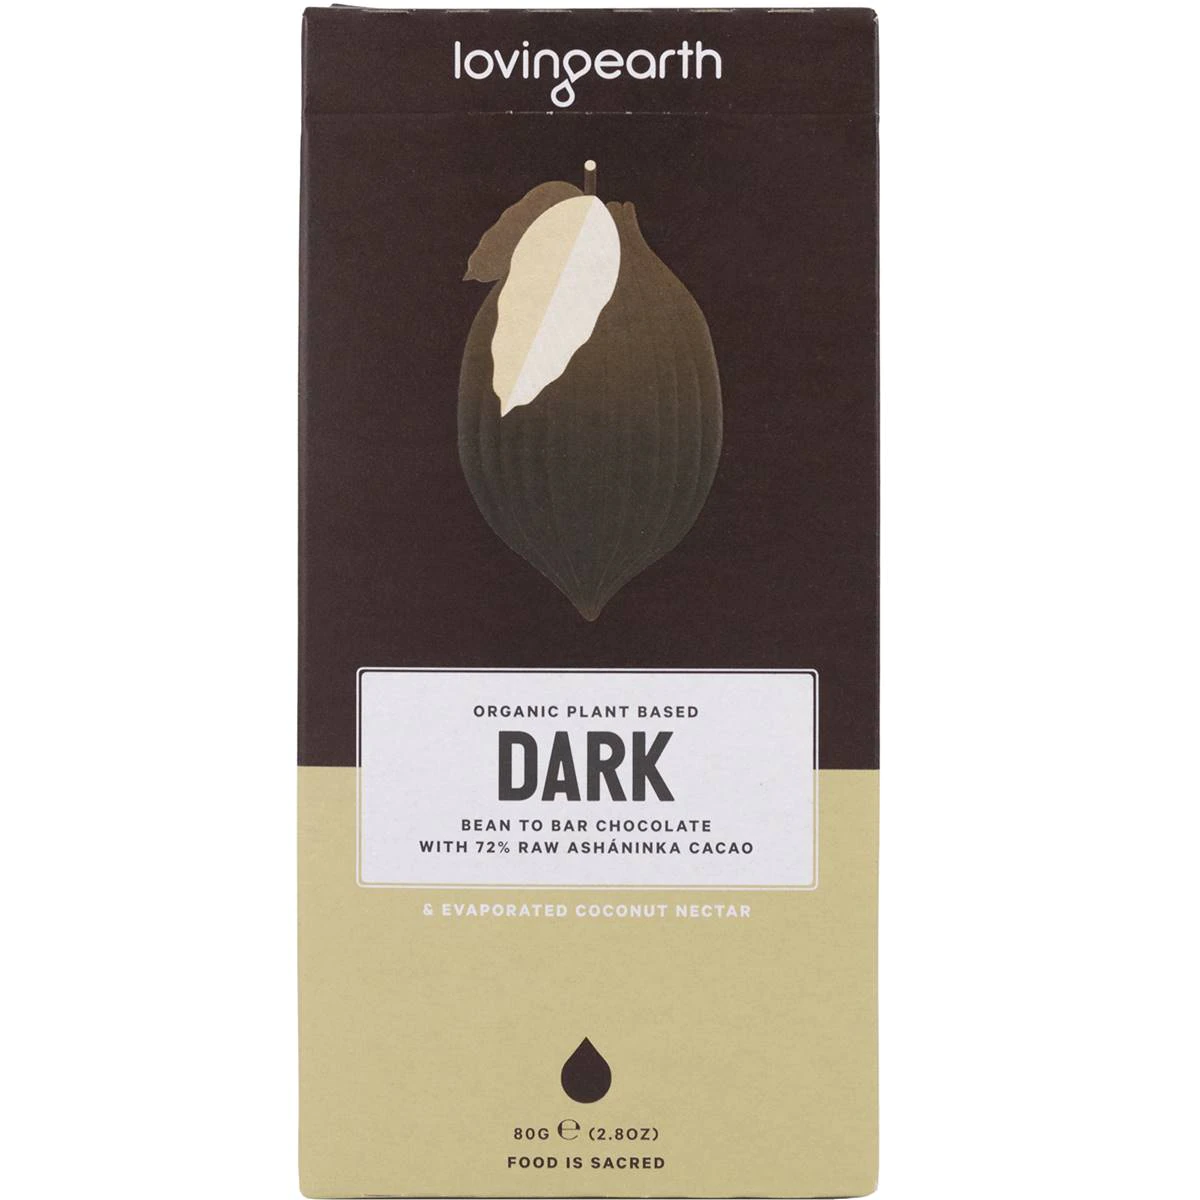 lovingearth
ORGANIC PLANT BASED
DARK
BEAN TO BAR CHOCOLATE
WITH 72% RAW ASHÁNINKA CACAO
& EVAPORATED COCONUT NECTAR
80G ℮ (2.8OZ)
FOOD IS SACRED